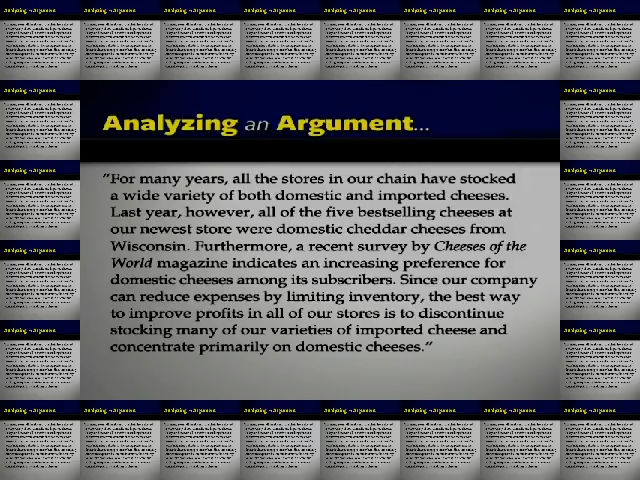 Analyzing an Argument...
"For many years, all the stores in our chain have stocked
a wide variety of both domestic and imported cheeses.
Last year, however, all of the five bestselling cheeses at
our newest store were domestic cheddar cheeses from
Wisconsin. Furthermore, a recent survey by Cheeses of the
World magazine indicates an increasing preference for
domestic cheeses among its subscribers. Since our company
can reduce expenses by limiting inventory, the best way
to improve profits in all of our stores is to discontinue
stocking many of our varieties of imported cheese and
concentrate primarily on domestic cheeses."